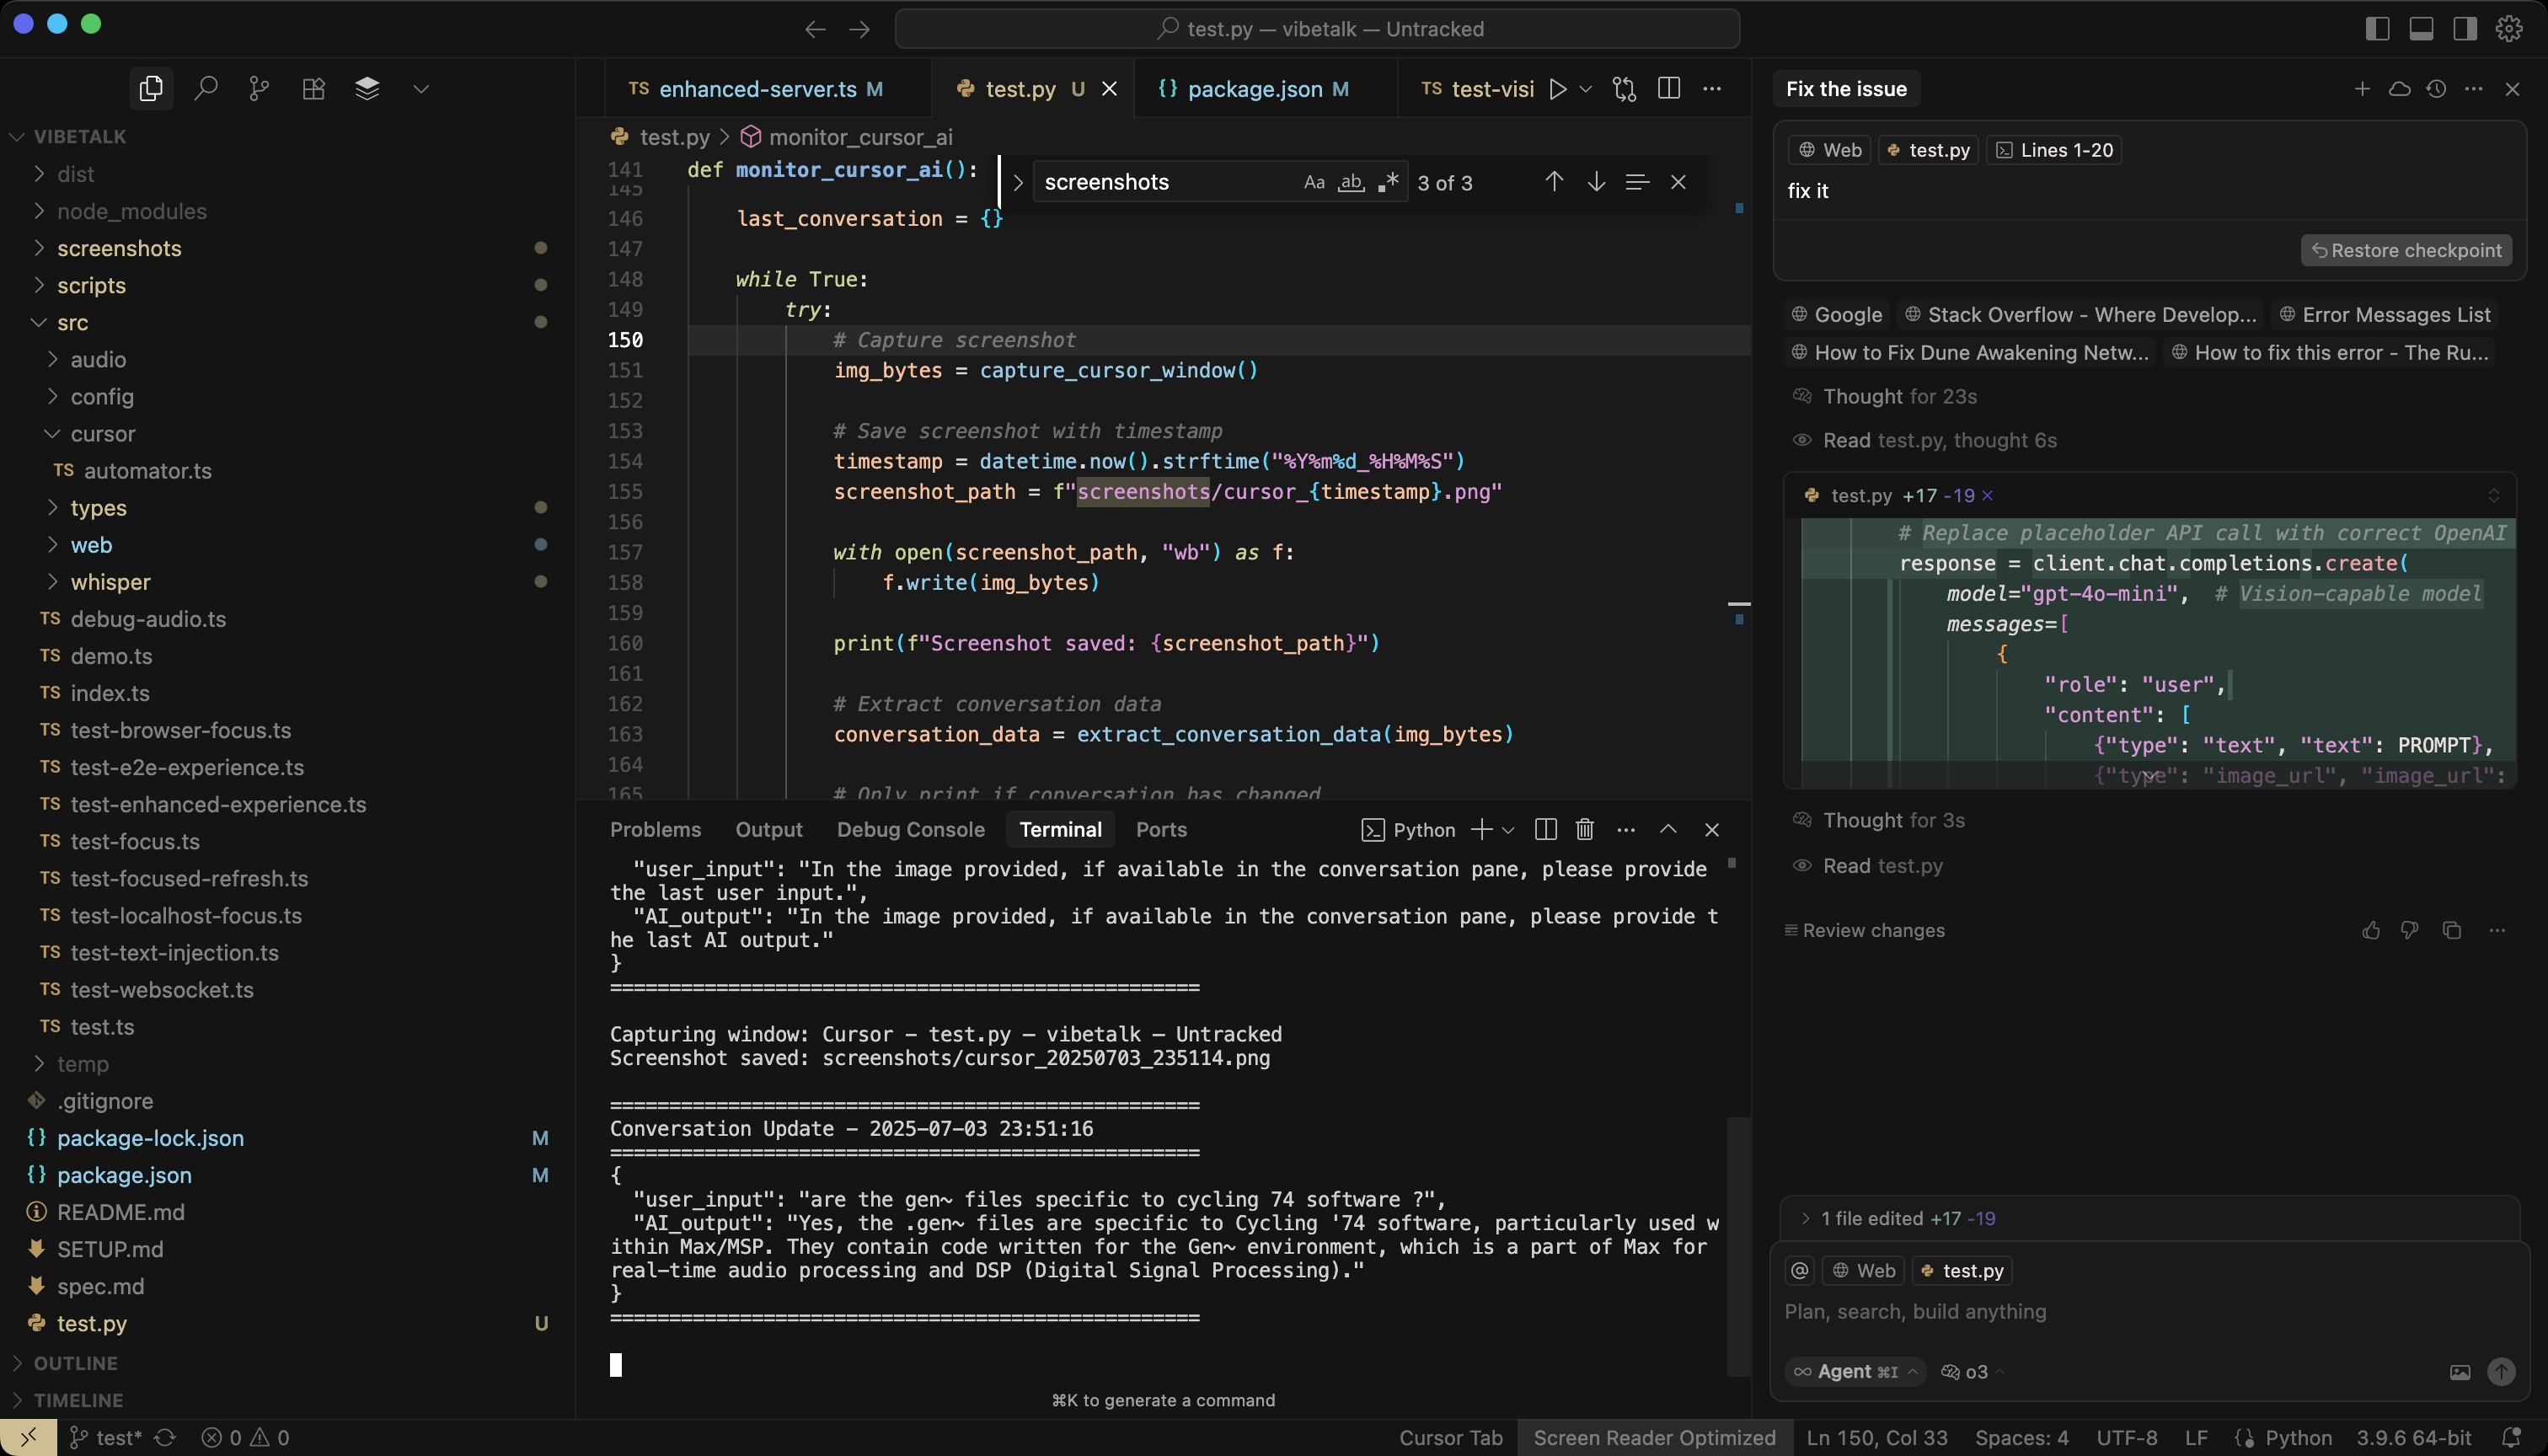 test.py — vibetalk — Untracked
VIBETALK
dist
node_modules
screenshots
scripts
src
audio
config
cursor
TS automator.ts
types
web
whisper
TS debug-audio.ts
TS demo.ts
TS index.ts
TS test-browser-focus.ts
TS test-e2e-experience.ts
TS test-enhanced-experience.ts
TS test-focus.ts
TS test-focused-refresh.ts
TS test-localhost-focus.ts
TS test-text-injection.ts
TS test-websocket.ts
TS test.ts
temp
.gitignore
{} package-lock.json M
{} package.json M
README.md
SETUP.md
spec.md
test.py U
OUTLINE
TIMELINE
TS enhanced-server.ts M test.py U {} package.json M TS test-visi
test.py > monitor_cursor_ai
screenshots Aa ab 3 of 3
141 def monitor_cursor_ai():
145
146 last_conversation = {}
147
148 while True:
149 try:
150 # Capture screenshot
151 img_bytes = capture_cursor_window()
152
153 # Save screenshot with timestamp
154 timestamp = datetime.now().strftime("%Y%m%d_%H%M%S")
155 screenshot_path = f"screenshots/cursor_{timestamp}.png"
156
157 with open(screenshot_path, "wb") as f:
158 f.write(img_bytes)
159
160 print(f"Screenshot saved: {screenshot_path}")
161
162 # Extract conversation data
163 conversation_data = extract_conversation_data(img_bytes)
164
165 # Only print if conversation has changed
Problems Output Debug Console Terminal Ports Python
"user_input": "In the image provided, if available in the conversation pane, please provide
the last user input.",
"AI_output": "In the image provided, if available in the conversation pane, please provide t
he last AI output."
}
==================================================
Capturing window: Cursor – test.py — vibetalk — Untracked
Screenshot saved: screenshots/cursor_20250703_235114.png
==================================================
Conversation Update - 2025-07-03 23:51:16
==================================================
{
"user_input": "are the gen~ files specific to cycling 74 software ?",
"AI_output": "Yes, the .gen~ files are specific to Cycling '74 software, particularly used w
ithin Max/MSP. They contain code written for the Gen~ environment, which is a part of Max for
real-time audio processing and DSP (Digital Signal Processing)."
}
==================================================
⌘K to generate a command
Fix the issue
Web test.py Lines 1-20
fix it
Restore checkpoint
Google Stack Overflow - Where Develop... Error Messages List
How to Fix Dune Awakening Netw... How to fix this error - The Ru...
Thought for 23s
Read test.py, thought 6s
test.py +17 -19
# Replace placeholder API call with correct OpenAI
response = client.chat.completions.create(
model="gpt-4o-mini", # Vision-capable model
messages=[
{
"role": "user",
"content": [
{"type": "text", "text": PROMPT},
{"type": "image_url", "image_url":
Thought for 3s
Read test.py
Review changes
1 file edited +17 -19
@ Web test.py
Plan, search, build anything
Agent ⌘I o3
test* 0 0
Cursor Tab Screen Reader Optimized Ln 150, Col 33 Spaces: 4 UTF-8 LF Python 3.9.6 64-bit